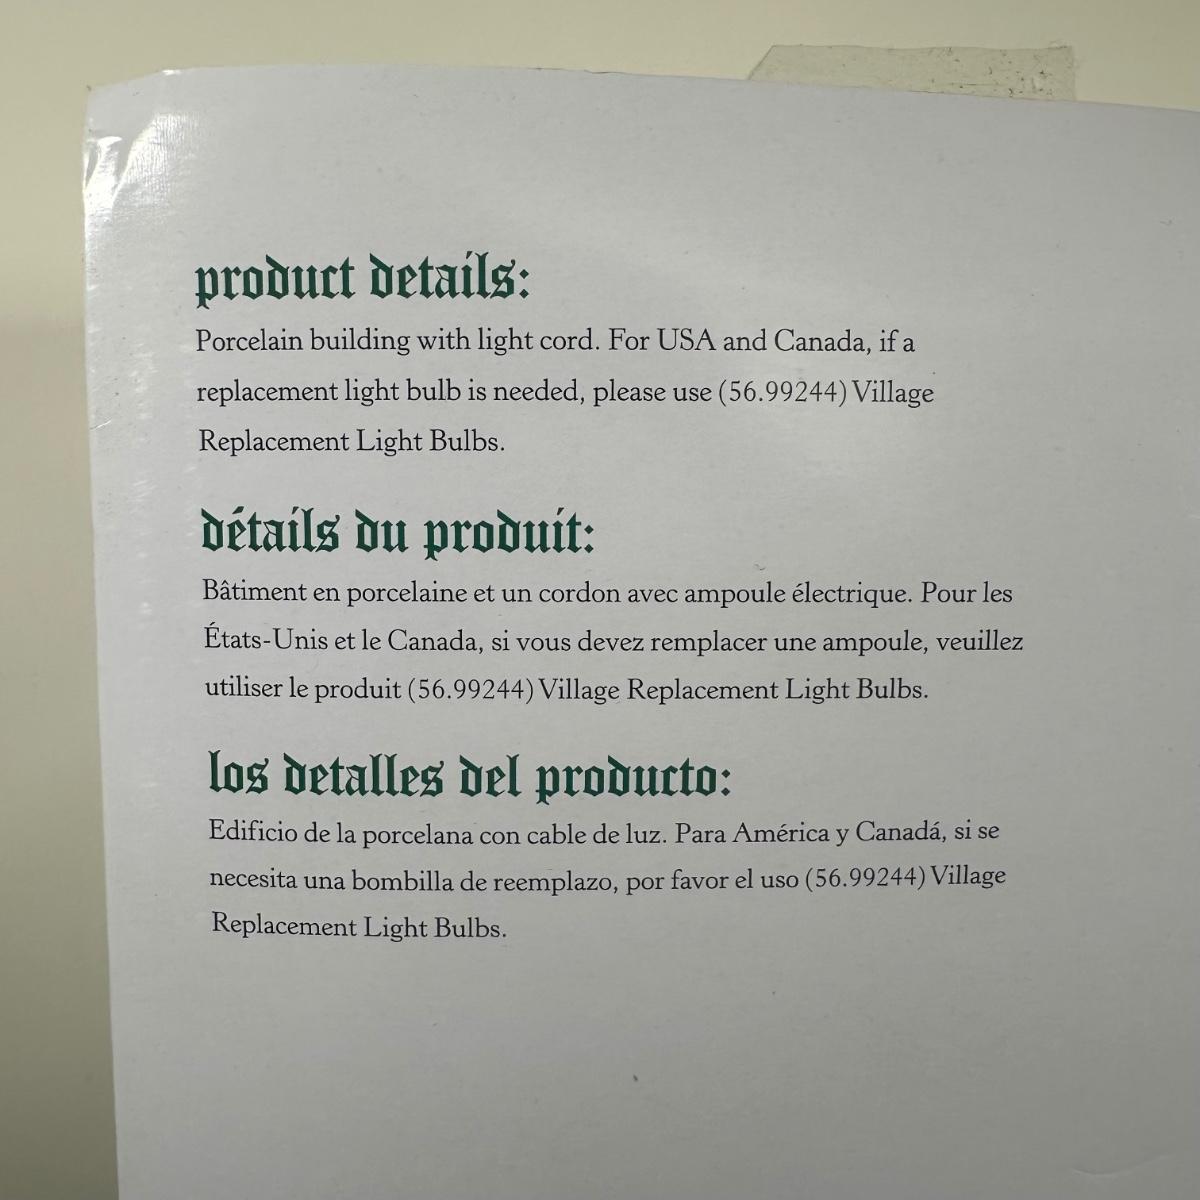 product details:
Porcelain building with light cord. For USA and Canada, if a
replacement light bulb is needed, please use (56.99244) Village
Replacement Light Bulbs.
détails du produit:
Bâtiment en porcelaine et un cordon avec ampoule électrique. Pour les
États-Unis et le Canada, si vous devez remplacer une ampoule, veuillez
utiliser le produit (56.99244) Village Replacement Light Bulbs.
los detalles del producto:
Edificio de la porcelana con cable de luz. Para América y Canadá, si se
necesita una bombilla de reemplazo, por favor el uso (56.99244) Village
Replacement Light Bulbs.